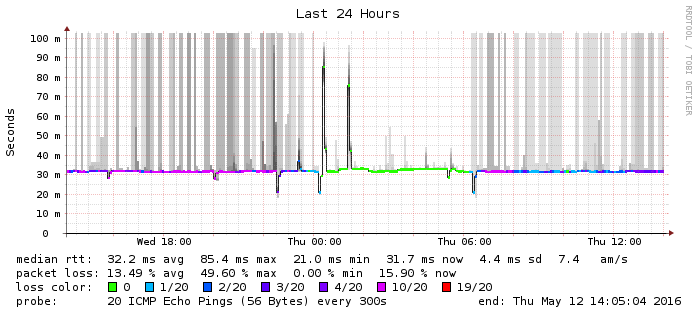 Last 24 Hours
RRDTOOL / TOBI OETIKER
Seconds
100 m
90 m
80 m
70 m
60 m
50 m
40 m
30 m
20 m
10 m
0
Wed 18:00 Thu 00:00 Thu 06:00 Thu 12:00
median rtt: 32.2 ms avg 85.4 ms max 21.0 ms min 31.7 ms now 4.4 ms sd 7.4 am/s
packet loss: 13.49 % avg 49.60 % max 0.00 % min 15.90 % now
loss color: 0 1/20 2/20 3/20 4/20 10/20 19/20
probe: 20 ICMP Echo Pings (56 Bytes) every 300s end: Thu May 12 14:05:04 2016